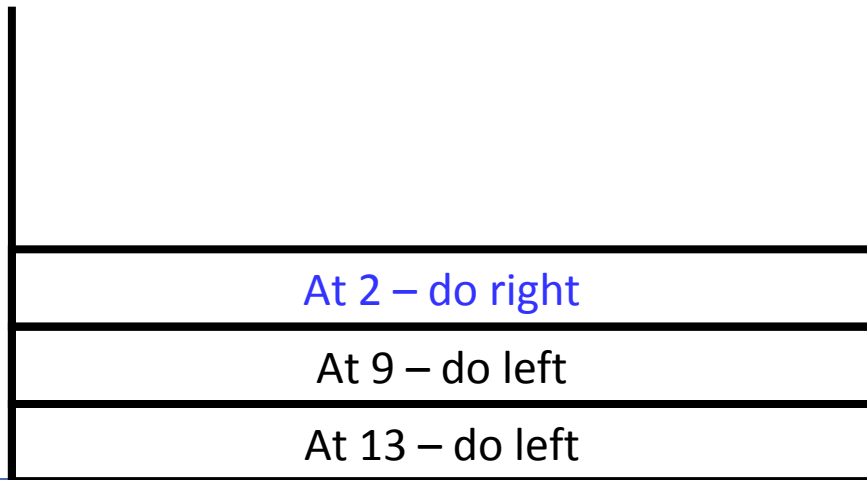 At 2 – do right
At 9 – do left
At 13 – do left